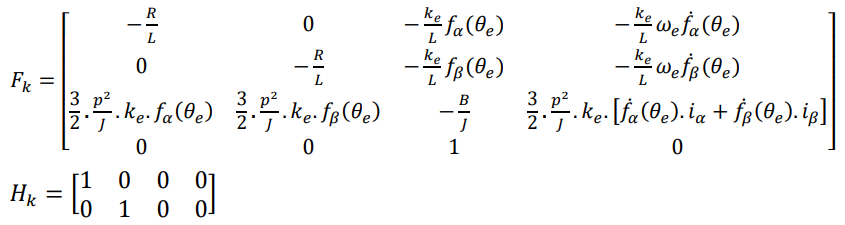 F_k = [ -R/L    0    -k_e/L f_α(θ_e)    -k_e/L ω_e ḟ_α(θ_e)
0    -R/L    -k_e/L f_β(θ_e)    -k_e/L ω_e ḟ_β(θ_e)
3/2 . p²/J . k_e . f_α(θ_e)    3/2 . p²/J . k_e . f_β(θ_e)    -B/J    3/2 . p²/J . k_e . [ḟ_α(θ_e) . i_α + ḟ_β(θ_e) . i_β]
0    0    1    0 ]
H_k = [ 1    0    0    0
0    1    0    0 ]